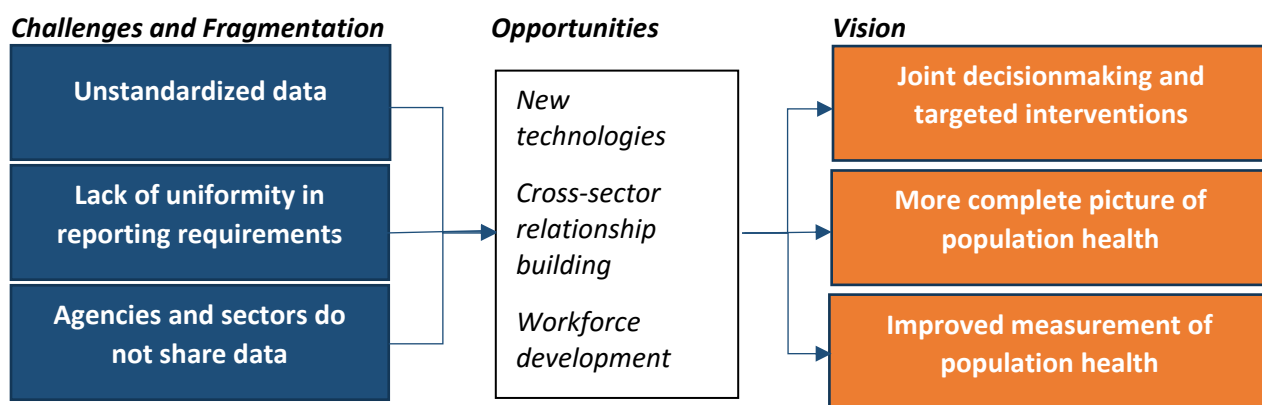 Challenges and Fragmentation
Unstandardized data
Lack of uniformity in
reporting requirements
Agencies and sectors do
not share data
Opportunities
New
technologies
Cross-sector
relationship
building
Workforce
development
Vision
Joint decisionmaking and
targeted interventions
More complete picture of
population health
Improved measurement of
population health